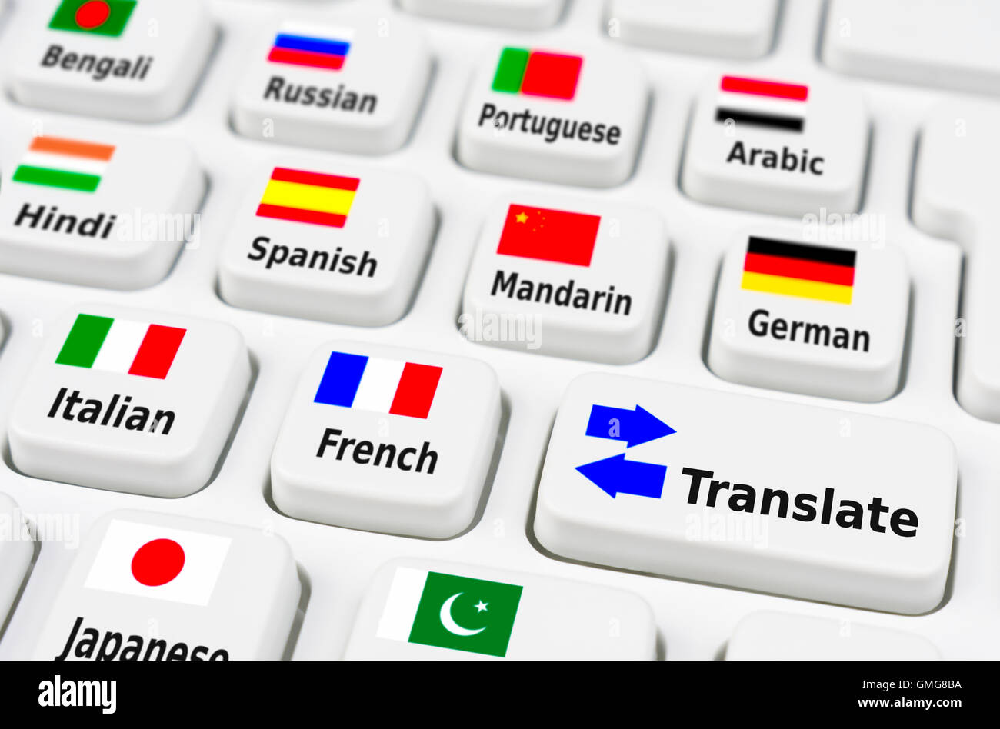 Bengali
Russian
Portuguese
Arabic
Hindi
Spanish
Mandarin
German
Italian
French
Translate
Japanese
a
alamy
alamy
Image ID: GMG8BA
www.alamy.com